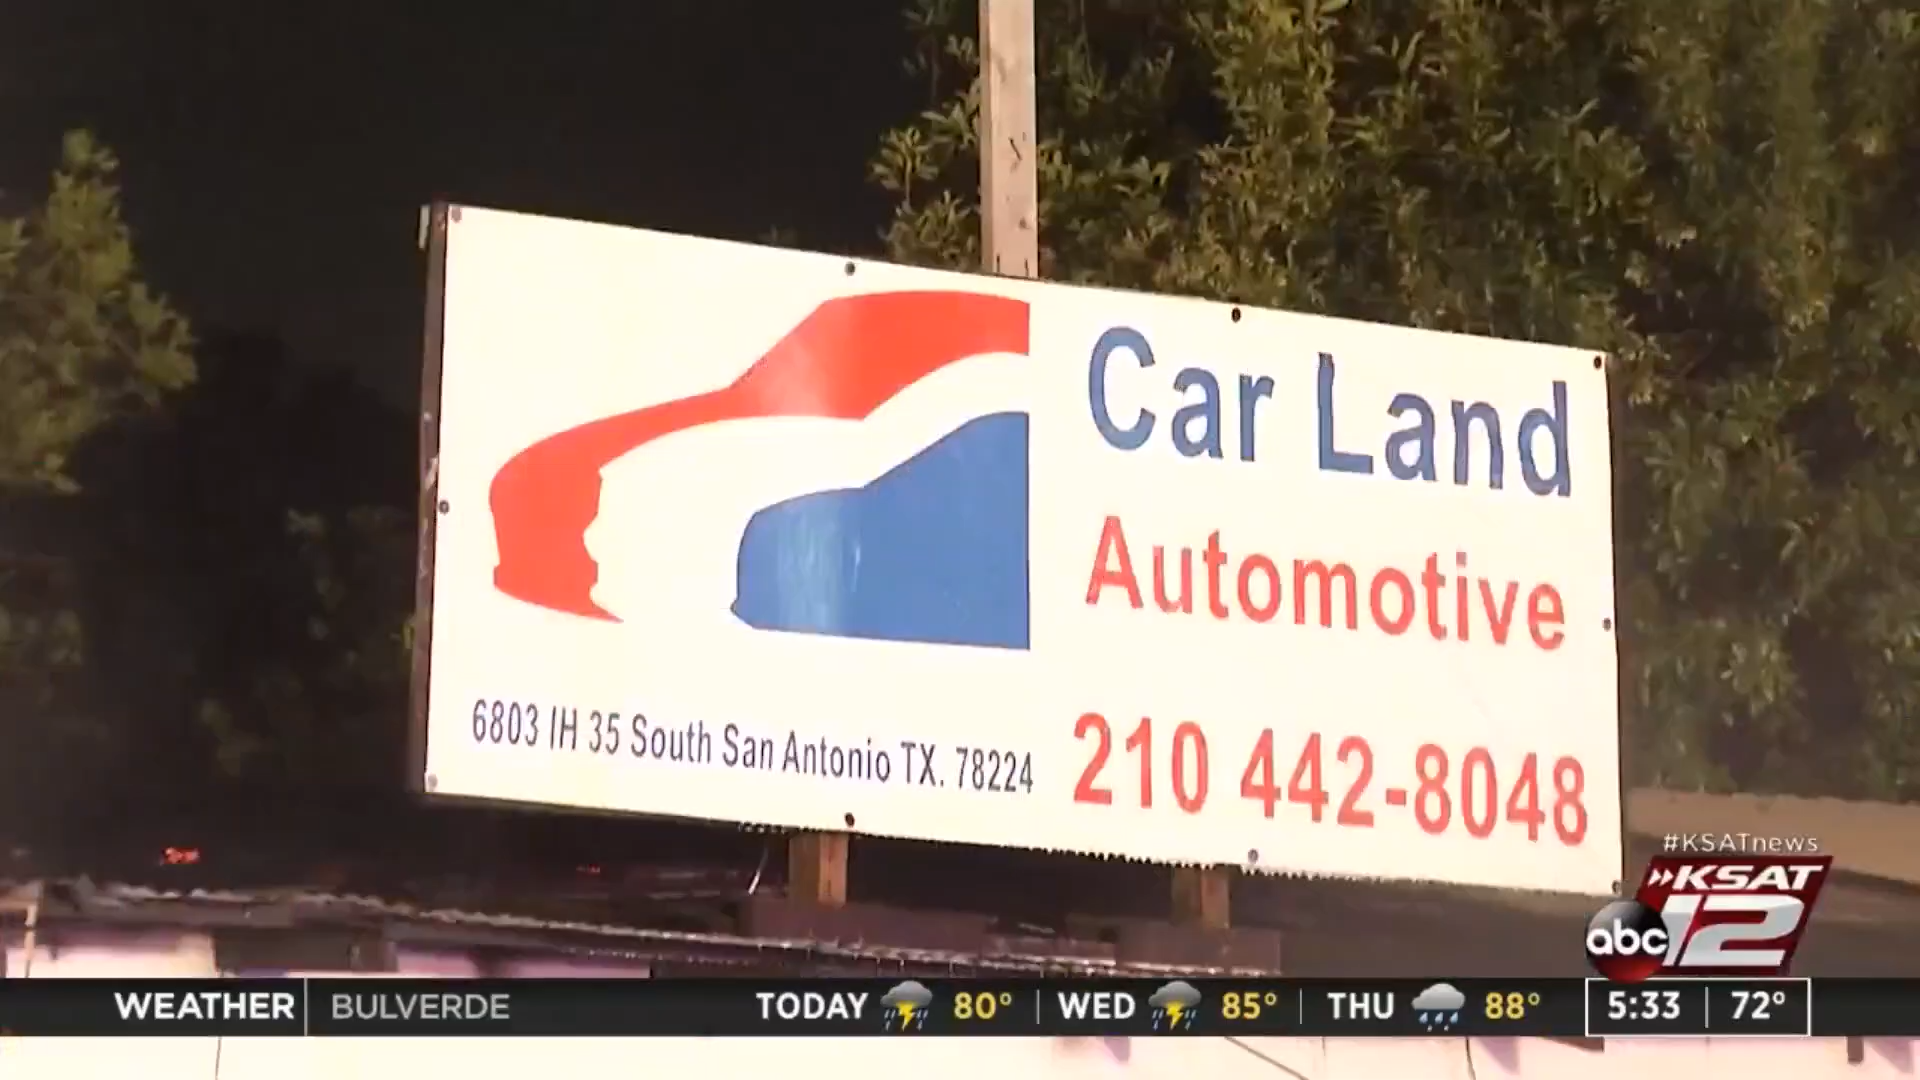 Car Land
Automotive
6803 IH 35 South San Antonio TX. 78224
210 442-8048
#KSATnews
KSAT
abc 12
WEATHER BULVERDE TODAY 80° WED 85° THU 88° 5:33 72°